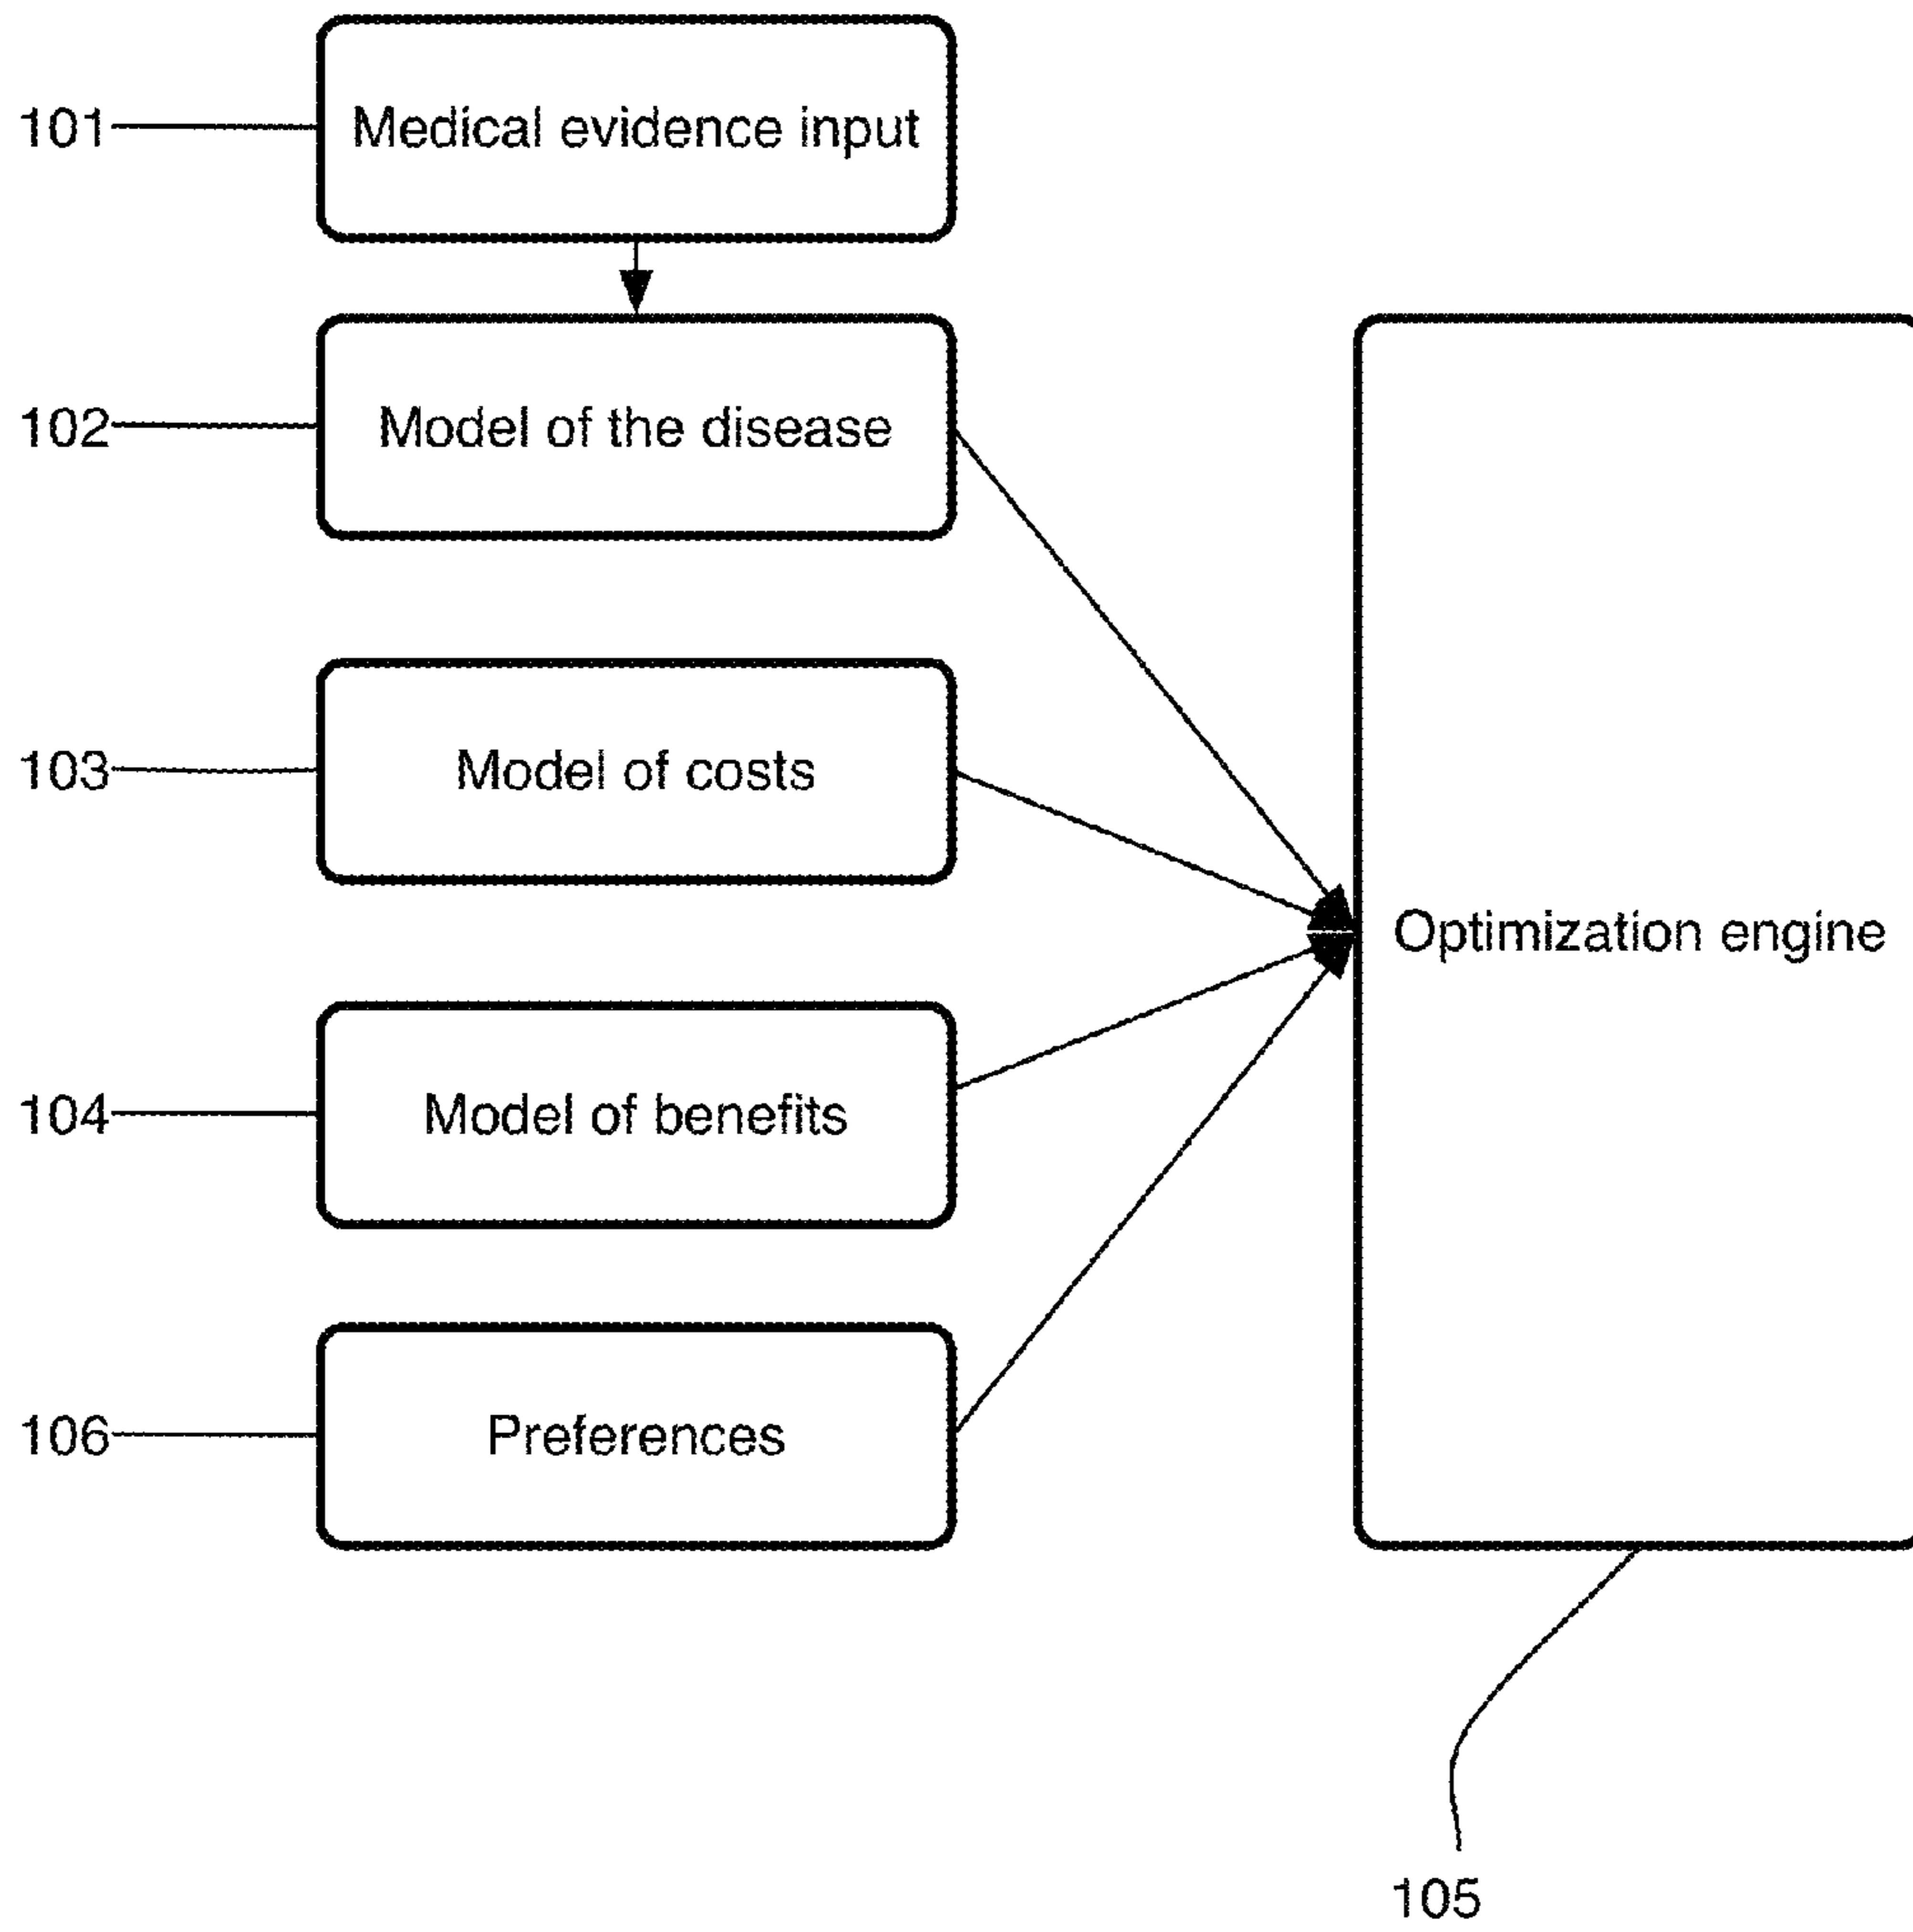 101
Medical evidence input
102
Model of the disease
103
Model of costs
Optimization engine
104
Model of benefits
106
Preferences
105